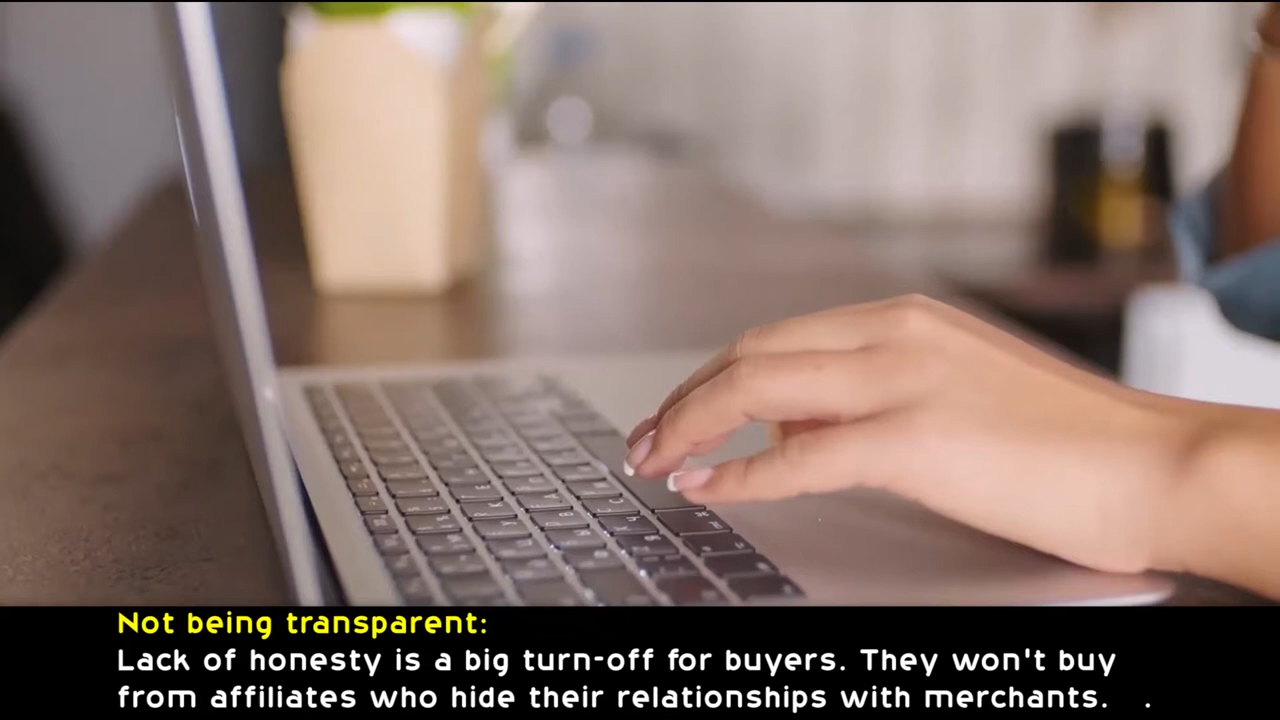 Not being transparent:
Lack of honesty is a big turn-off for buyers. They won't buy
from affiliates who hide their relationships with merchants. .